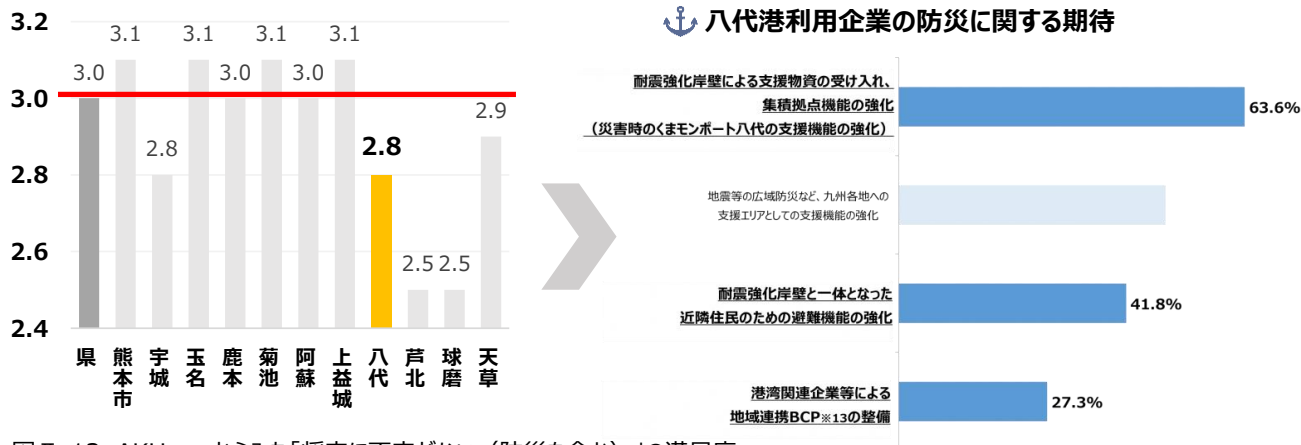 3.2
3.0
2.8
2.6
2.4
3.0
3.1
2.8
3.1
3.0
3.1
3.0
3.1
2.8
2.5
2.5
2.9
県
熊本市
宇城
玉名
鹿本
菊池
阿蘇
上益城
八代
芦北
球磨
天草
八代港利用企業の防災に関する期待
耐震強化岸壁による支援物資の受け入れ、
集積拠点機能の強化
（災害時のくまモンポート八代の支援機能の強化）
63.6%
地震等の広域防災など、九州各地への
支援エリアとしての支援機能の強化
耐震強化岸壁と一体となった
近隣住民のための避難機能の強化
41.8%
港湾関連企業等による
地域連携BCP※13の整備
27.3%